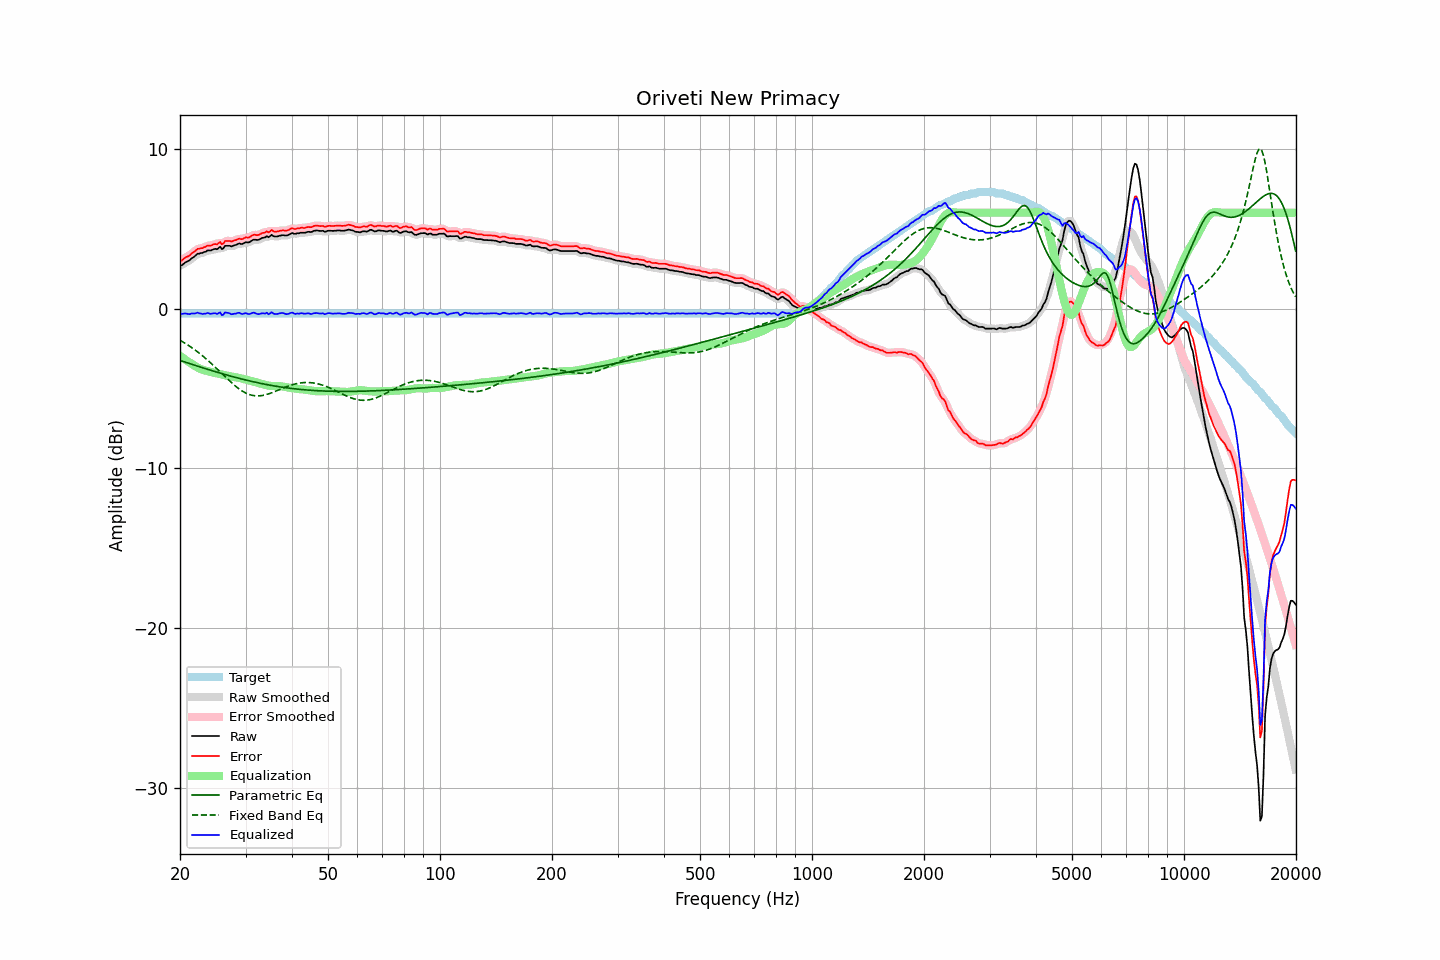 Oriveti New Primacy
10
0
−10
−20
−30
Amplitude (dBr)
Target
Raw Smoothed
Error Smoothed
Raw
Error
Equalization
Parametric Eq
Fixed Band Eq
Equalized
20 50 100 200 500 1000 2000 5000 10000 20000
Frequency (Hz)